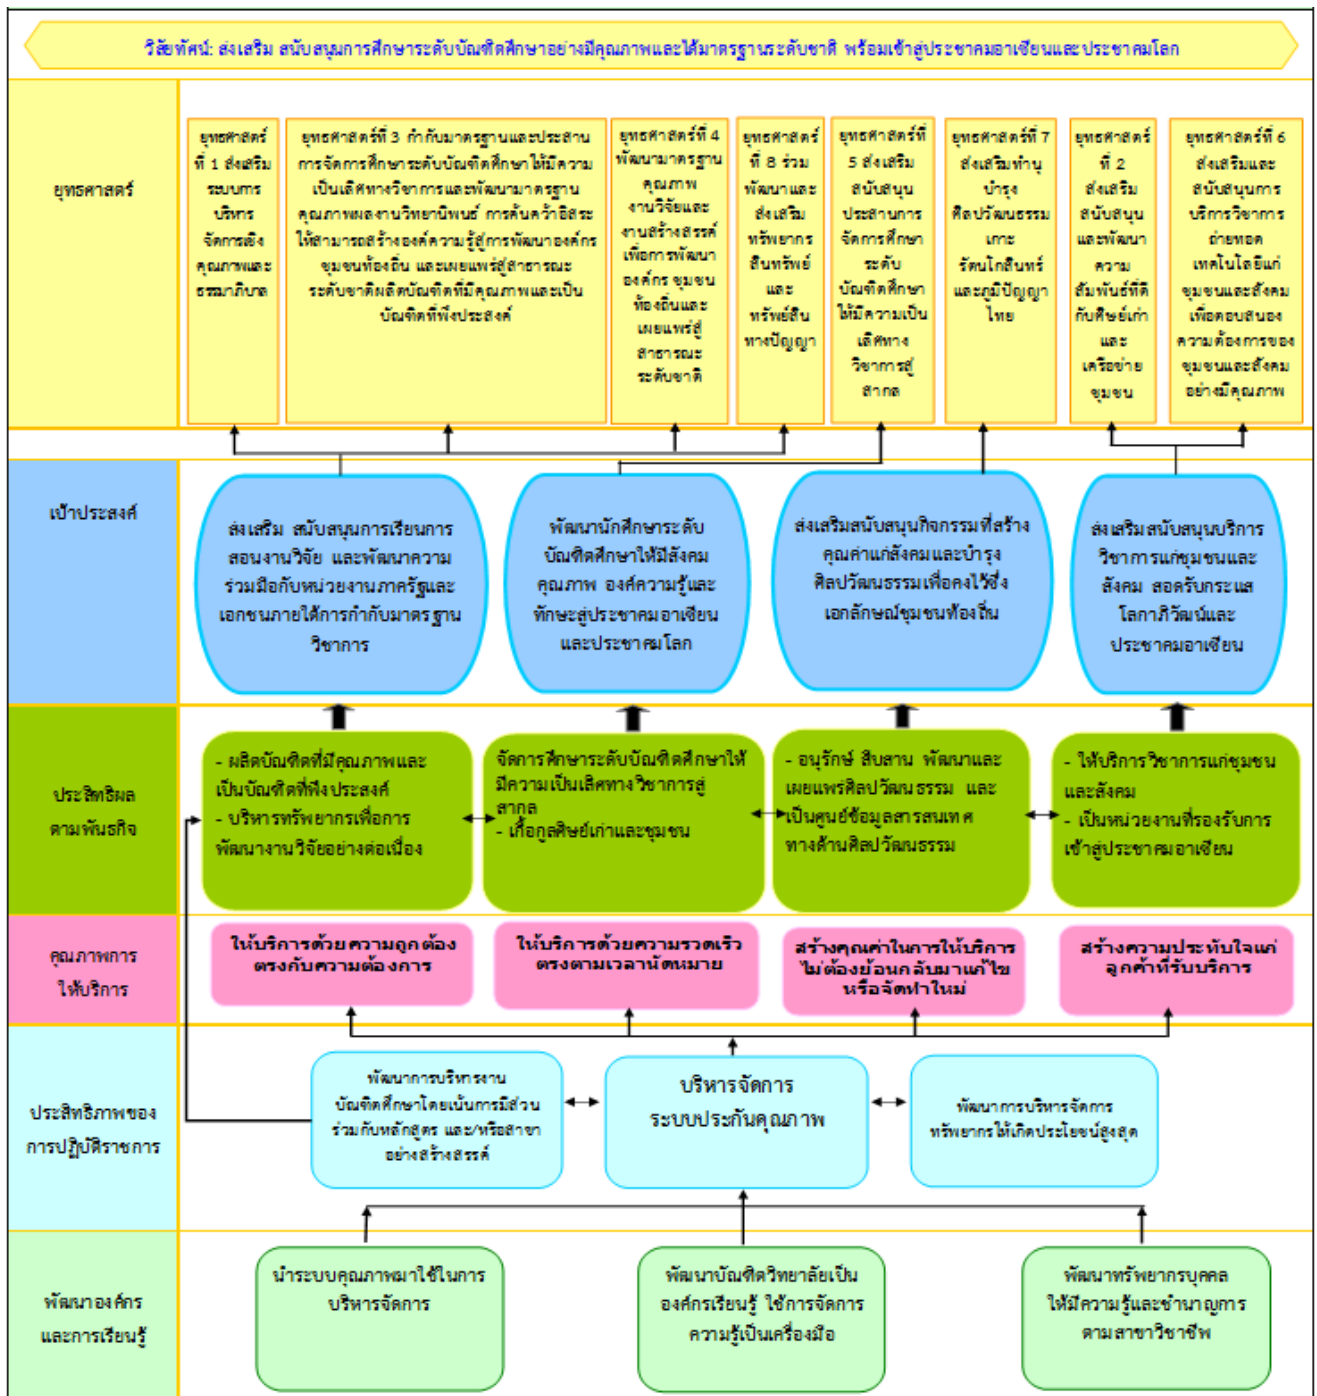 วิสัยทัศน์: ส่งเสริม สนับสนุนการศึกษาระดับบัณฑิตศึกษาอย่างมีคุณภาพและได้มาตรฐานระดับชาติ พร้อมเข้าสู่ประชาคมอาเซียนและประชาคมโลก
ยุทธศาสตร์
ยุทธศาสตร์
ที่ 1 ส่งเสริม
ระบบการ
บริหาร
จัดการเชิง
คุณภาพและ
ธรรมาภิบาล
ยุทธศาสตร์ที่ 3 กำกับมาตรฐานและประสาน
การจัดการศึกษาระดับบัณฑิตศึกษาให้มีความ
เป็นเลิศทางวิชาการและพัฒนามาตรฐาน
คุณภาพผลงานวิทยานิพนธ์ การค้นคว้าอิสระ
ให้สามารถสร้างองค์ความรู้สู่การพัฒนาองค์กร
ชุมชนท้องถิ่น และเผยแพร่สู่สาธารณะ
ระดับชาติผลิตบัณฑิตที่มีคุณภาพและเป็น
บัณฑิตที่พึงประสงค์
ยุทธศาสตร์ที่ 4
พัฒนามาตรฐาน
คุณภาพ
งานวิจัยและ
งานสร้างสรรค์
เพื่อการพัฒนา
องค์กร ชุมชน
ท้องถิ่นและ
เผยแพร่สู่
สาธารณะ
ระดับชาติ
ยุทธศาสตร์
ที่ 8 ร่วม
พัฒนาและ
ส่งเสริม
ทรัพยากร
สินทรัพย์
และ
ทรัพย์สิน
ทางปัญญา
ยุทธศาสตร์ที่
5 ส่งเสริม
สนับสนุน
ประสานการ
จัดการศึกษา
ระดับ
บัณฑิตศึกษา
ให้มีความเป็น
เลิศทาง
วิชาการสู่
สากล
ยุทธศาสตร์ที่ 7
ส่งเสริมทำนุ
บำรุง
ศิลปวัฒนธรรม
เกาะ
รัตนโกสินทร์
และภูมิปัญญา
ไทย
ยุทธศาสตร์
ที่ 2
ส่งเสริม
สนับสนุน
และพัฒนา
ความ
สัมพันธ์ที่ดี
กับศิษย์เก่า
และ
เครือข่าย
ชุมชน
ยุทธศาสตร์ที่ 6
ส่งเสริมและ
สนับสนุนการ
บริการวิชาการ
ถ่ายทอด
เทคโนโลยีแก่
ชุมชนและสังคม
เพื่อตอบสนอง
ความต้องการของ
ชุมชนและสังคม
อย่างมีคุณภาพ
เป้าประสงค์
ส่งเสริม สนับสนุนการเรียนการ
สอนงานวิจัย และพัฒนาความ
ร่วมมือกับหน่วยงานภาครัฐและ
เอกชนภายใต้การกำกับมาตรฐาน
วิชาการ
พัฒนานักศึกษาระดับ
บัณฑิตศึกษาให้มีสังคม
คุณภาพ องค์ความรู้และ
ทักษะสู่ประชาคมอาเซียน
และประชาคมโลก
ส่งเสริมสนับสนุนกิจกรรมที่สร้าง
คุณค่าแก่สังคมและบำรุง
ศิลปวัฒนธรรมเพื่อคงไว้ซึ่ง
เอกลักษณ์ชุมชนท้องถิ่น
ส่งเสริมสนับสนุนบริการ
วิชาการแก่ชุมชนและ
สังคม สอดรับกระแส
โลกาภิวัฒน์และ
ประชาคมอาเซียน
ประสิทธิผล
ตามพันธกิจ
- ผลิตบัณฑิตที่มีคุณภาพและ
เป็นบัณฑิตที่พึงประสงค์
- บริหารทรัพยากรเพื่อการ
พัฒนางานวิจัยอย่างต่อเนื่อง
จัดการศึกษาระดับบัณฑิตศึกษาให้
มีความเป็นเลิศทางวิชาการสู่
สากล
- เกื้อกูลศิษย์เก่าและชุมชน
- อนุรักษ์ สืบสาน พัฒนาและ
เผยแพร่ศิลปวัฒนธรรม และ
เป็นศูนย์ข้อมูลสารสนเทศ
ทางด้านศิลปวัฒนธรรม
- ให้บริการวิชาการแก่ชุมชน
และสังคม
- เป็นหน่วยงานที่รองรับการ
เข้าสู่ประชาคมอาเซียน
คุณภาพการ
ให้บริการ
ให้บริการด้วยความถูกต้อง
ตรงกับความต้องการ
ให้บริการด้วยความรวดเร็ว
ตรงตามเวลานัดหมาย
สร้างคุณค่าในการให้บริการ
ไม่ต้องย้อนกลับมาแก้ไข
หรือจัดทำใหม่
สร้างความประทับใจแก่
ลูกค้าที่รับบริการ
ประสิทธิภาพของ
การปฏิบัติราชการ
พัฒนาการบริหารงาน
บัณฑิตศึกษาโดยเน้นการมีส่วน
ร่วมกับหลักสูตร และ/หรือสาขา
อย่างสร้างสรรค์
บริหารจัดการ
ระบบประกันคุณภาพ
พัฒนาการบริหารจัดการ
ทรัพยากรให้เกิดประโยชน์สูงสุด
พัฒนาองค์กร
และการเรียนรู้
นำระบบคุณภาพมาใช้ในการ
บริหารจัดการ
พัฒนาบัณฑิตวิทยาลัยเป็น
องค์กรเรียนรู้ ใช้การจัดการ
ความรู้เป็นเครื่องมือ
พัฒนาทรัพยากรบุคคล
ให้มีความรู้และชำนาญการ
ตามสาขาวิชาชีพ